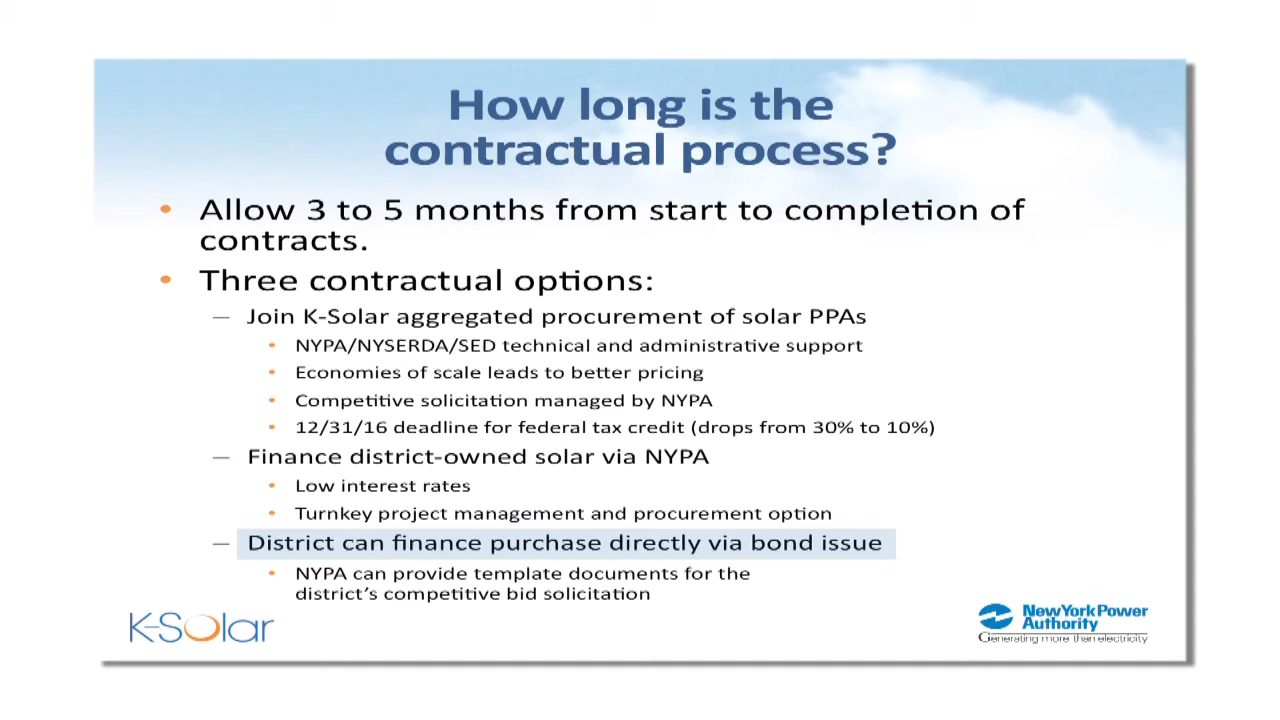 How long is the
contractual process?
• Allow 3 to 5 months from start to completion of
contracts.
• Three contractual options:
– Join K-Solar aggregated procurement of solar PPAs
• NYPA/NYSERDA/SED technical and administrative support
• Economies of scale leads to better pricing
• Competitive solicitation managed by NYPA
• 12/31/16 deadline for federal tax credit (drops from 30% to 10%)
– Finance district-owned solar via NYPA
• Low interest rates
• Turnkey project management and procurement option
– District can finance purchase directly via bond issue
• NYPA can provide template documents for the
district's competitive bid solicitation
K-Solar
NewYorkPower
Authority
Generating more than electricity